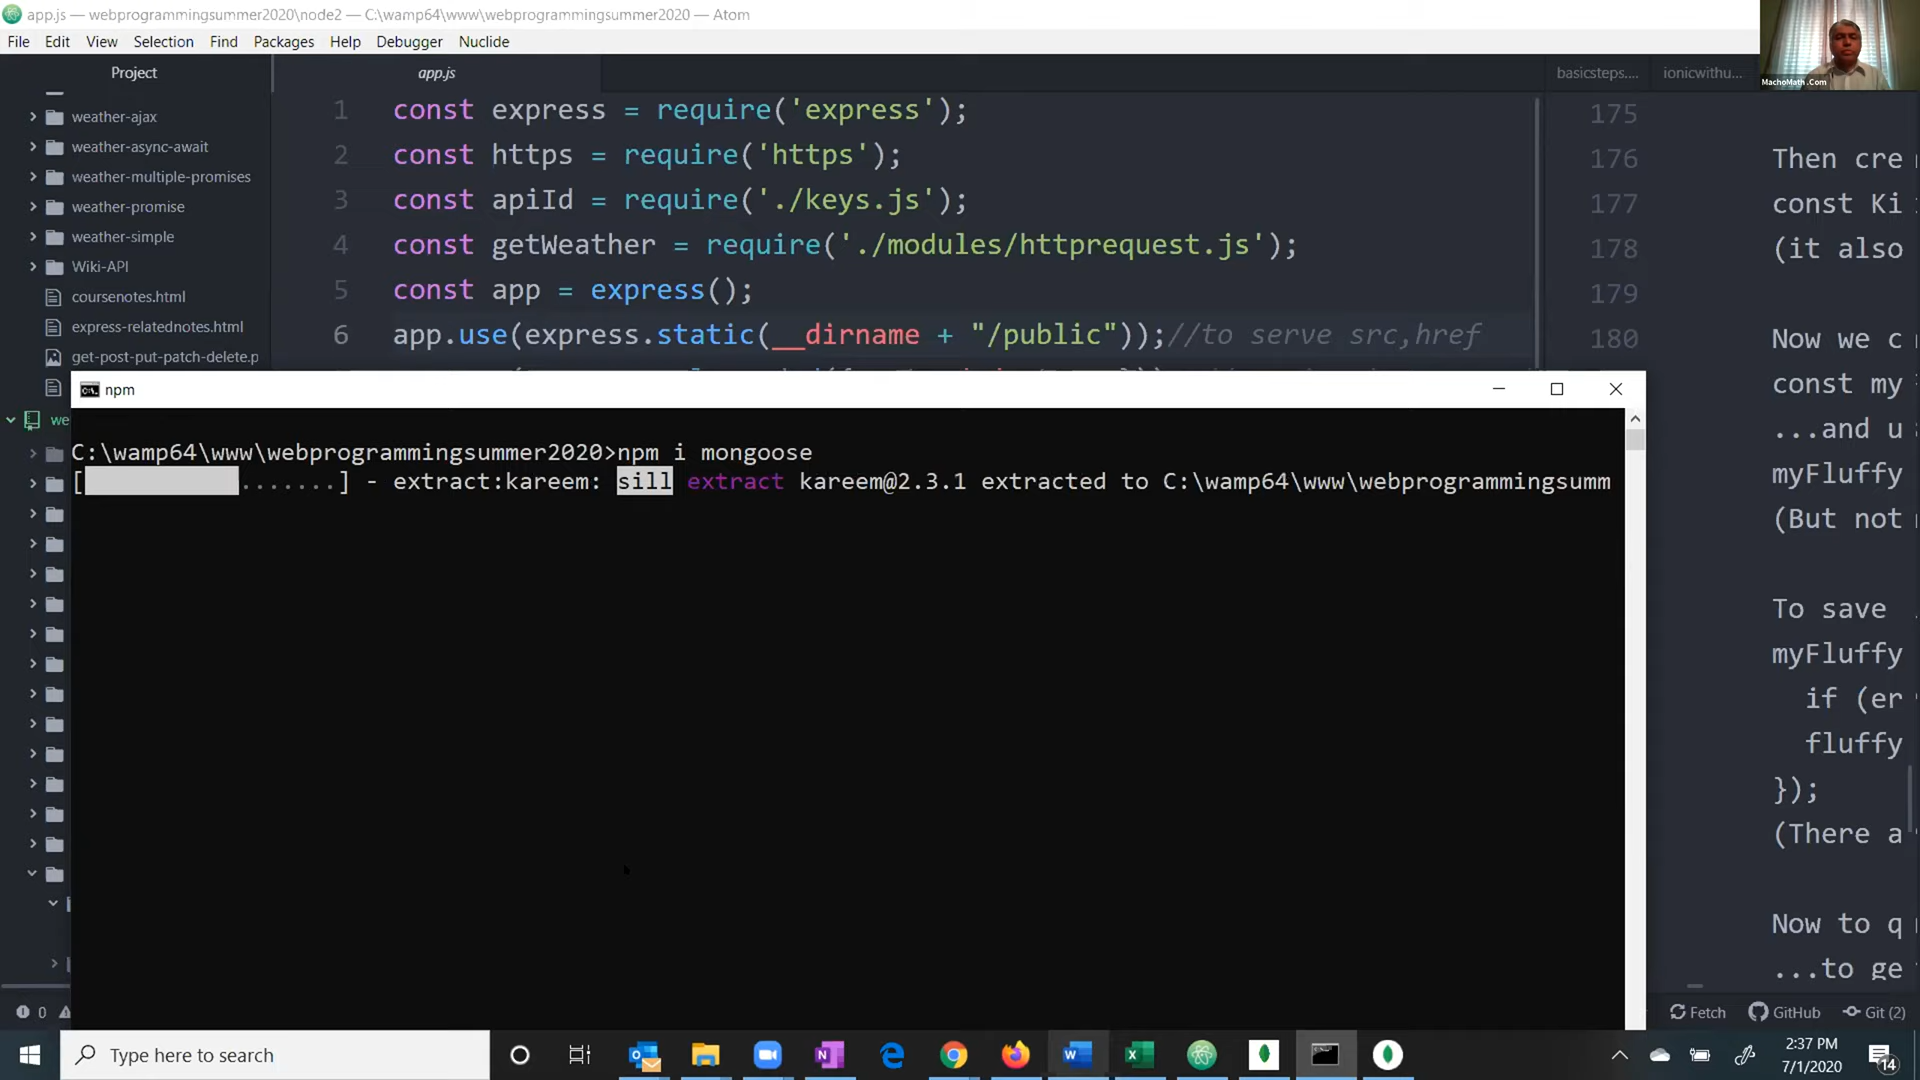 app.js — webprogrammingsummer2020\node2 — C:\wamp64\www\webprogrammingsummer2020 — Atom
File Edit View Selection Find Packages Help Debugger Nuclide
MachoMath .Com
Project
app.js
basicsteps....
ionicwithu...
weather-ajax
weather-async-await
weather-multiple-promises
weather-promise
weather-simple
Wiki-API
coursenotes.html
express-relatednotes.html
get-post-put-patch-delete.p
we
1 const express = require('express');
2 const https = require('https');
3 const apiId = require('./keys.js');
4 const getWeather = require('./modules/httprequest.js');
5 const app = express();
6 app.use(express.static(__dirname + "/public"));//to serve src,href
175
176 Then cre
177 const Ki
178 (it also
179
180 Now we c
const my
...and u
myFluffy
(But not
To save
myFluffy
if (er
fluffy
});
(There a
Now to q
...to ge
npm
C:\wamp64\www\webprogrammingsummer2020>npm i mongoose
[.......] - extract:kareem: sill extract kareem@2.3.1 extracted to C:\wamp64\www\webprogrammingsumm
0
Fetch GitHub Git (2)
Type here to search
2:37 PM
7/1/2020
14